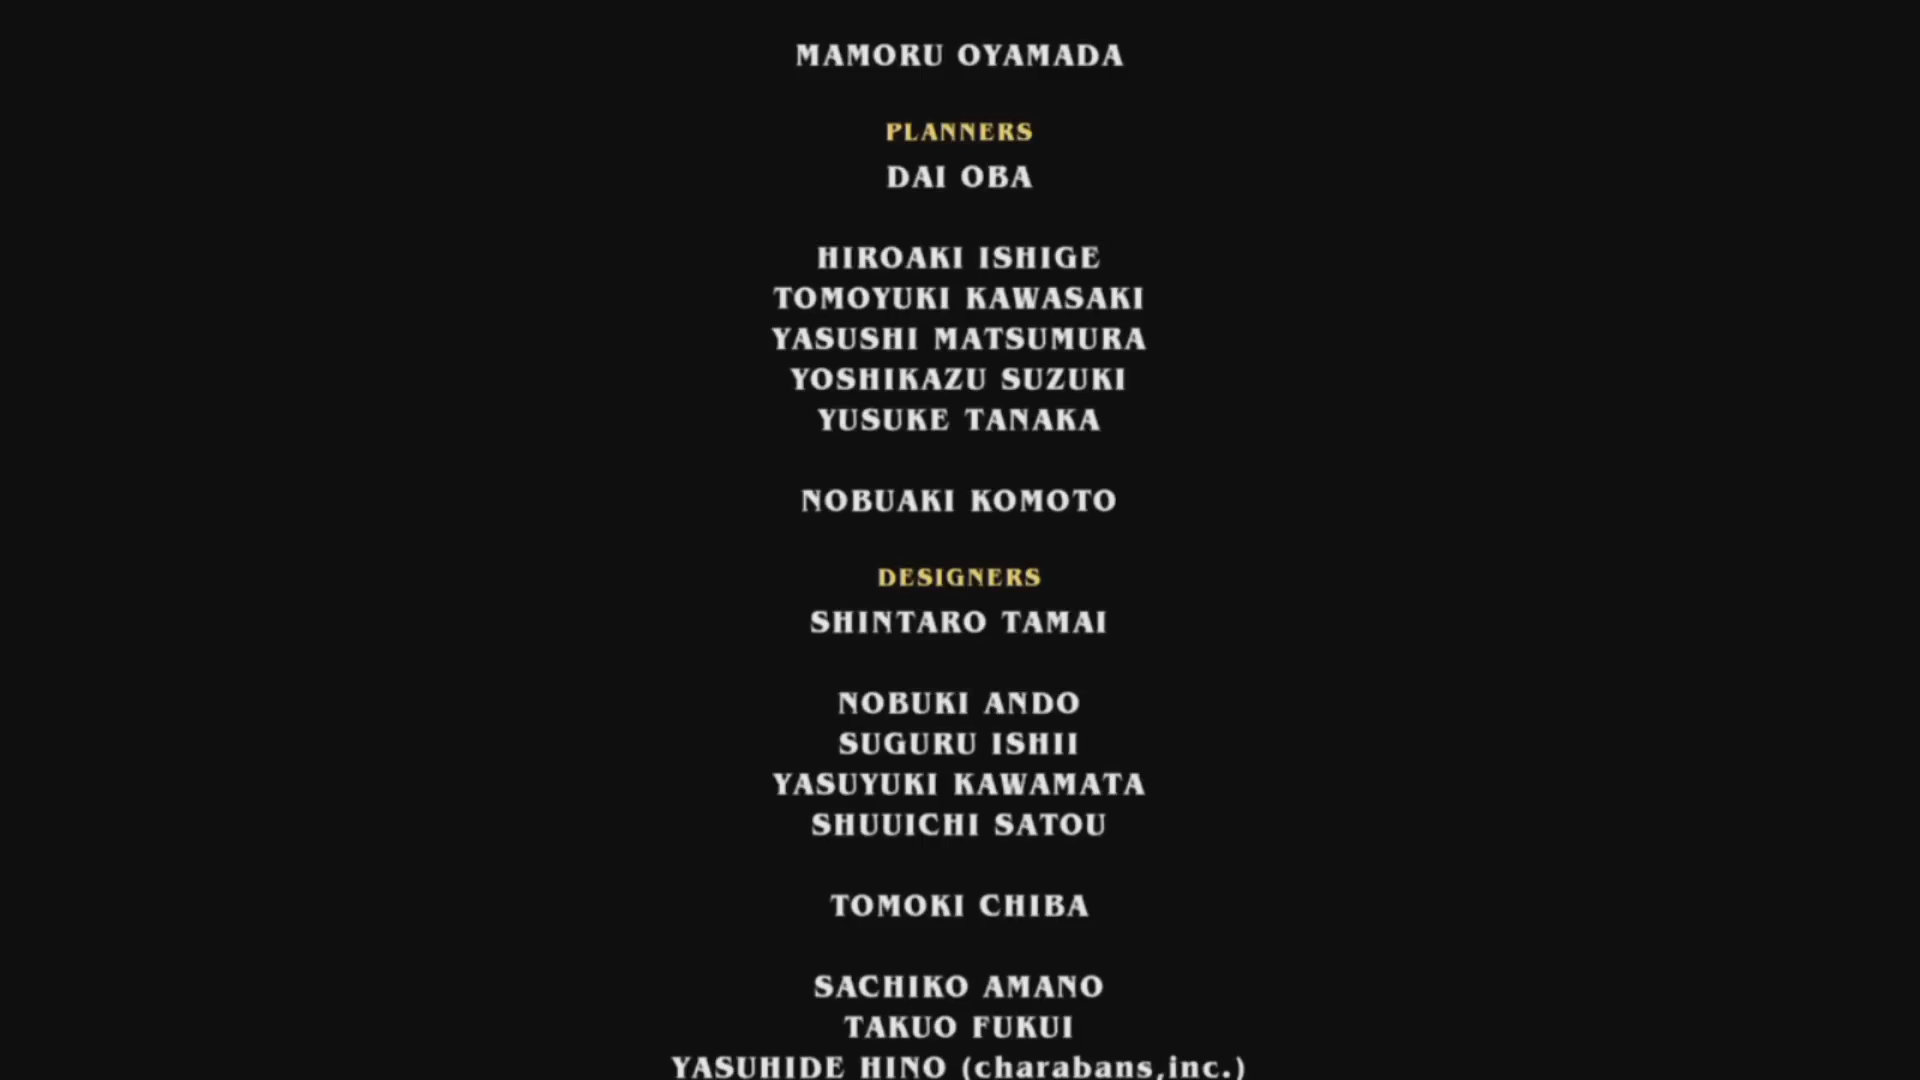 MAMORU OYAMADA
PLANNERS
DAI OBA
HIROAKI ISHIGE
TOMOYUKI KAWASAKI
YASUSHI MATSUMURA
YOSHIKAZU SUZUKI
YUSUKE TANAKA
NOBUAKI KOMOTO
DESIGNERS
SHINTARO TAMAI
NOBUKI ANDO
SUGURU ISHII
YASUYUKI KAWAMATA
SHUUICHI SATOU
TOMOKI CHIBA
SACHIKO AMANO
TAKUO FUKUI
YASUHIDE HINO (charabans,inc.)